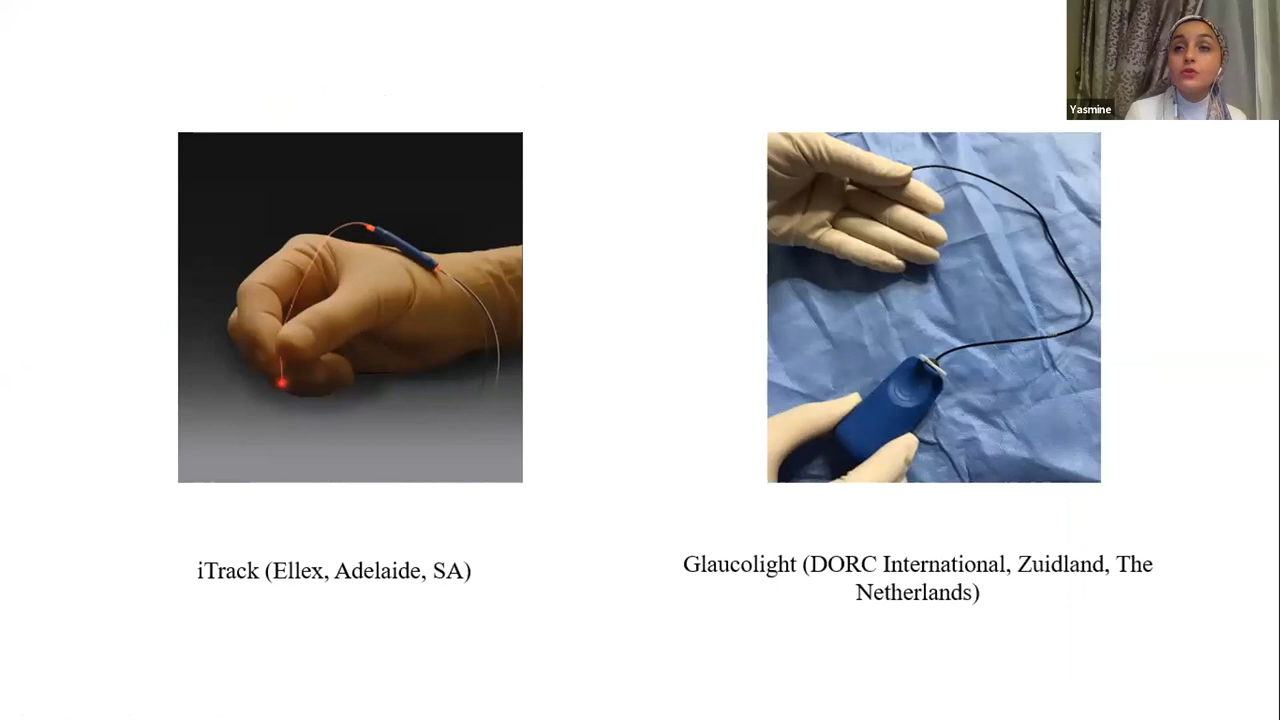 Yasmine
iTrack (Ellex, Adelaide, SA)
Glaucolight (DORC International, Zuidland, The
Netherlands)